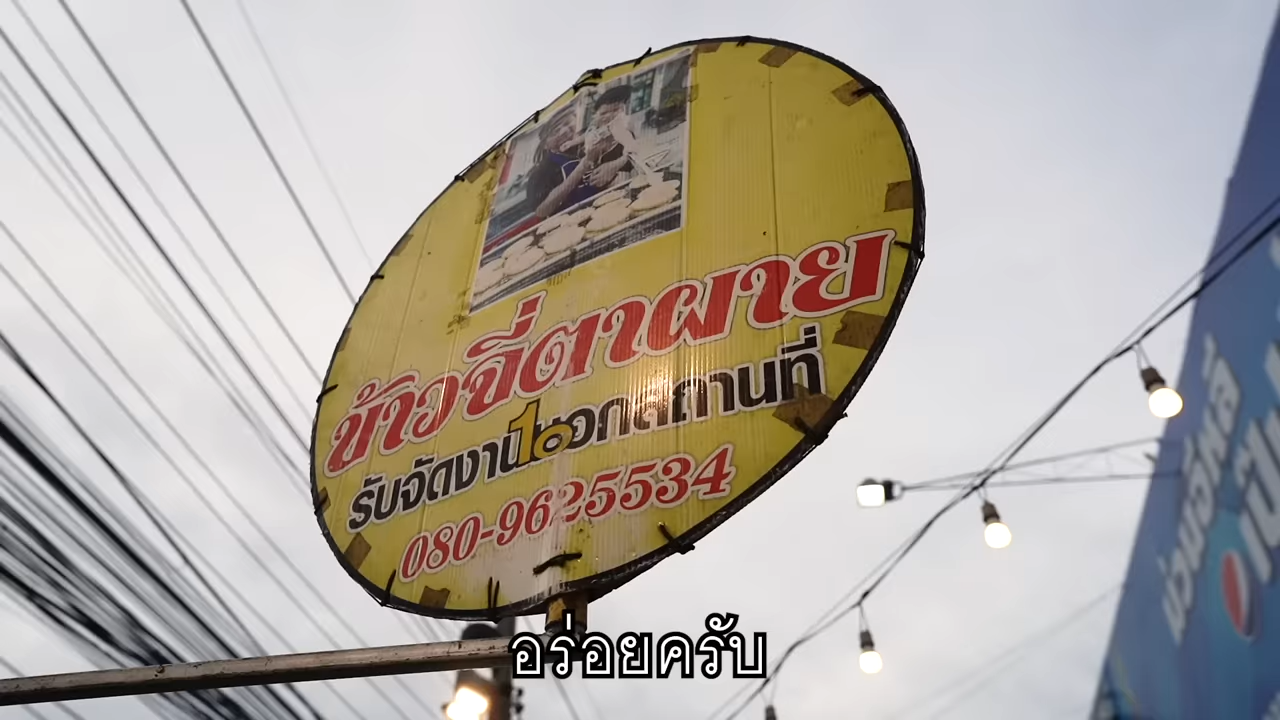 ข้าวจี่ตาผาย
รับจัดงานนอกสถานที่
10
080-9625534
อร่อยครับ